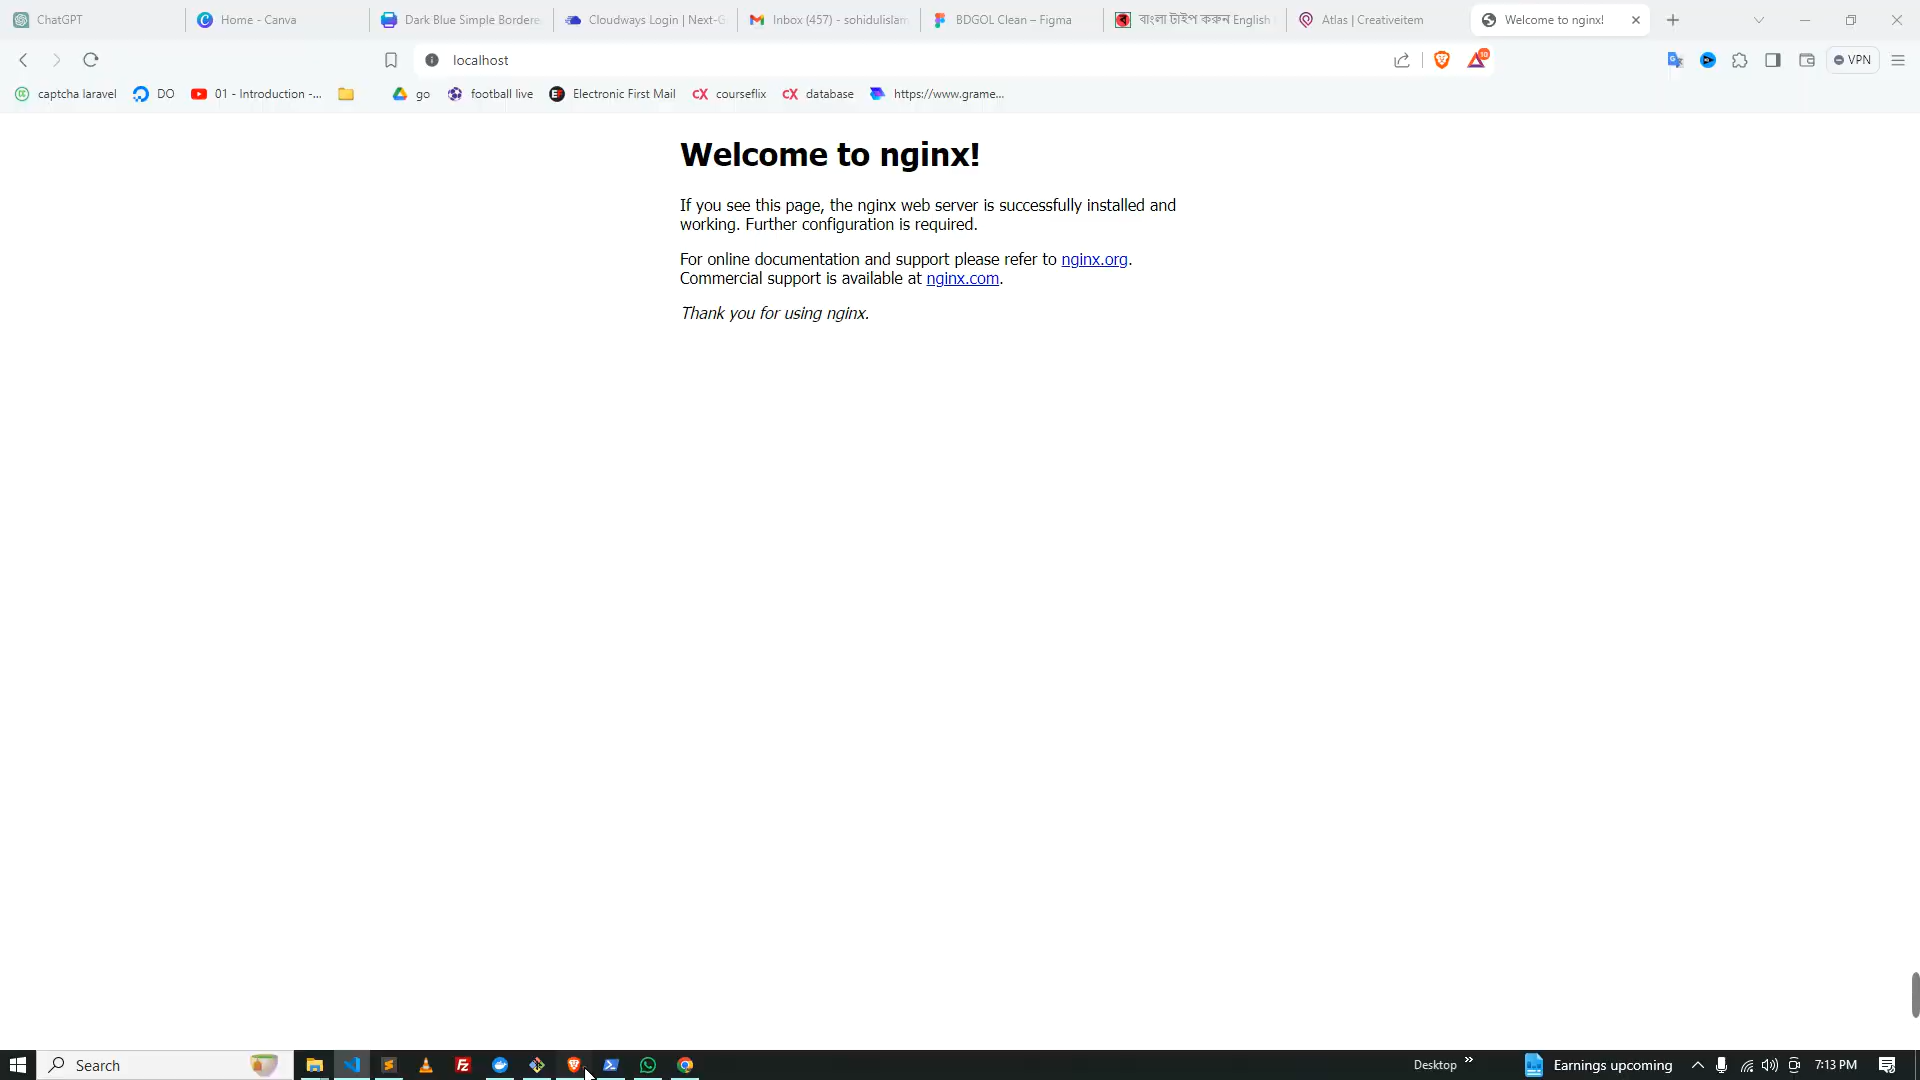 ChatGPT
Home - Canva
Dark Blue Simple Bordere
Cloudways Login | Next-G
Inbox (457) - sohidulislam
BDGOL Clean – Figma
বাংলা টাইপ করুন English
Atlas | Creativeitem
Welcome to nginx!
localhost
10
VPN
captcha laravel
DO
01 - Introduction -...
go
football live
Electronic First Mail
CX courseflix
CX database
https://www.grame...
Welcome to nginx!
If you see this page, the nginx web server is successfully installed and
working. Further configuration is required.
For online documentation and support please refer to nginx.org.
Commercial support is available at nginx.com.
Thank you for using nginx.
Search
Desktop
Earnings upcoming
7:13 PM